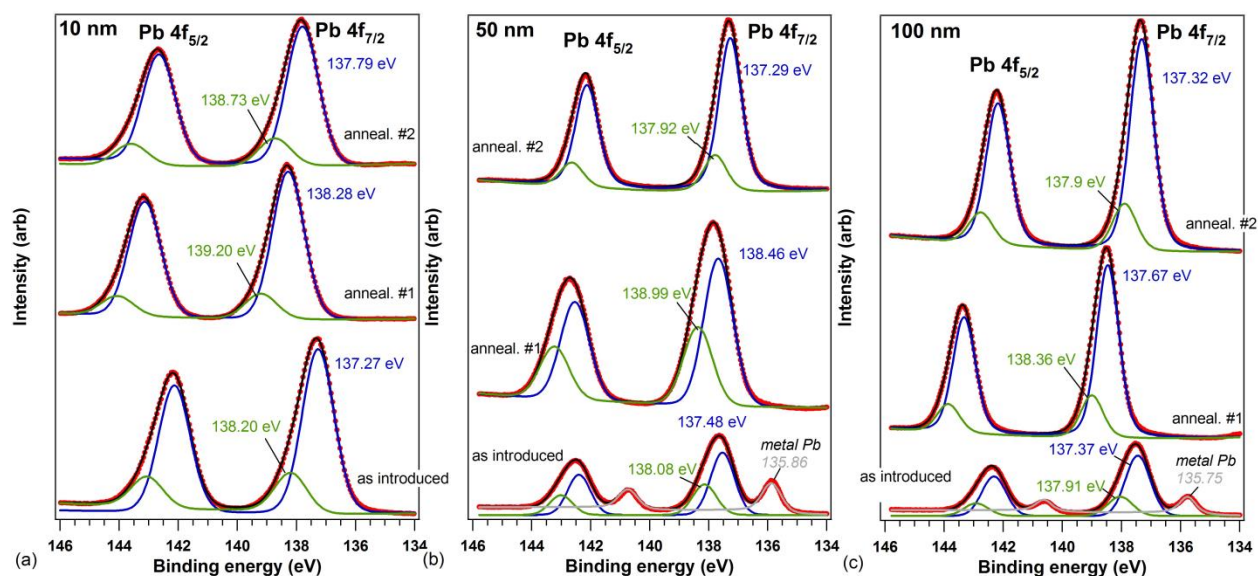 10 nm
Pb 4f5/2
Pb 4f7/2
137.79 eV
138.73 eV
anneal. #2
138.28 eV
139.20 eV
anneal. #1
137.27 eV
138.20 eV
as introduced
Intensity (arb)
146 144 142 140 138 136 134
Binding energy (eV)
(a)
50 nm
Pb 4f5/2
Pb 4f7/2
137.29 eV
137.92 eV
anneal. #2
138.46 eV
138.99 eV
anneal. #1
137.48 eV
as introduced
138.08 eV
metal Pb
135.86
Intensity (arb)
146 144 142 140 138 136 134
Binding energy (eV)
(b)
100 nm
Pb 4f7/2
Pb 4f5/2
137.32 eV
137.9 eV
anneal. #2
137.67 eV
138.36 eV
anneal. #1
137.37 eV
as introduced
metal Pb
135.75
137.91 eV
Intensity (arb)
146 144 142 140 138 136 134
Binding energy (eV)
(c)